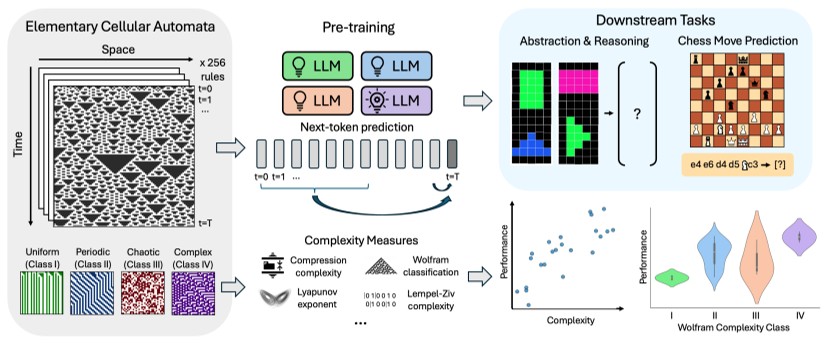 Elementary Cellular Automata
Space
x 256
rules
t=0
t=1
...
Time
t=T
Uniform
(Class I)
Periodic
(Class II)
Chaotic
(Class III)
Complex
(Class IV)
Pre-training
LLM
LLM
LLM
LLM
Next-token prediction
t=0 t=1 ...
t=T
Complexity Measures
Compression
complexity
Wolfram
classification
Lyapunov
exponent
Lempel-Ziv
complexity
...
Downstream Tasks
Abstraction & Reasoning
?
Chess Move Prediction
e4 e6 d4 d5 ♘c3 → [?]
Performance
Complexity
Performance
I II III IV
Wolfram Complexity Class